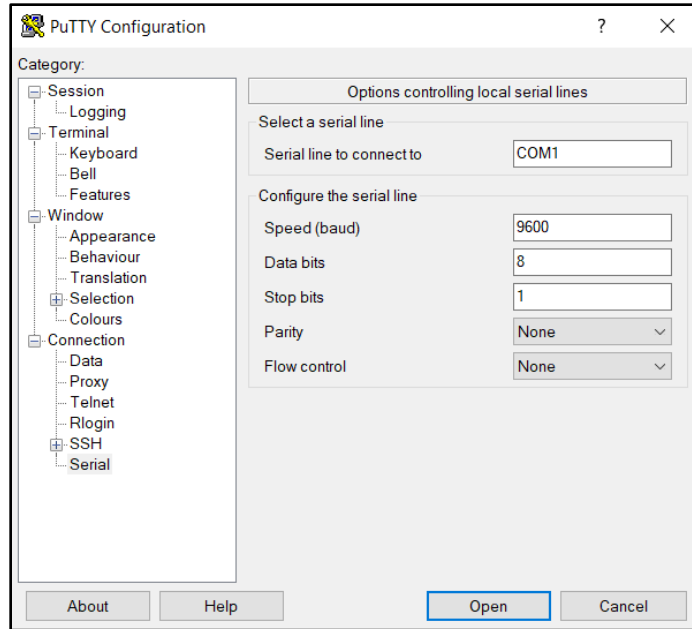 PuTTY Configuration
?
Category:
Session
Logging
Terminal
Keyboard
Bell
Features
Window
Appearance
Behaviour
Translation
Selection
Colours
Connection
Data
Proxy
Telnet
Rlogin
SSH
Serial
Options controlling local serial lines
Select a serial line
Serial line to connect to COM1
Configure the serial line
Speed (baud) 9600
Data bits 8
Stop bits 1
Parity None
Flow control None
About Help Open Cancel